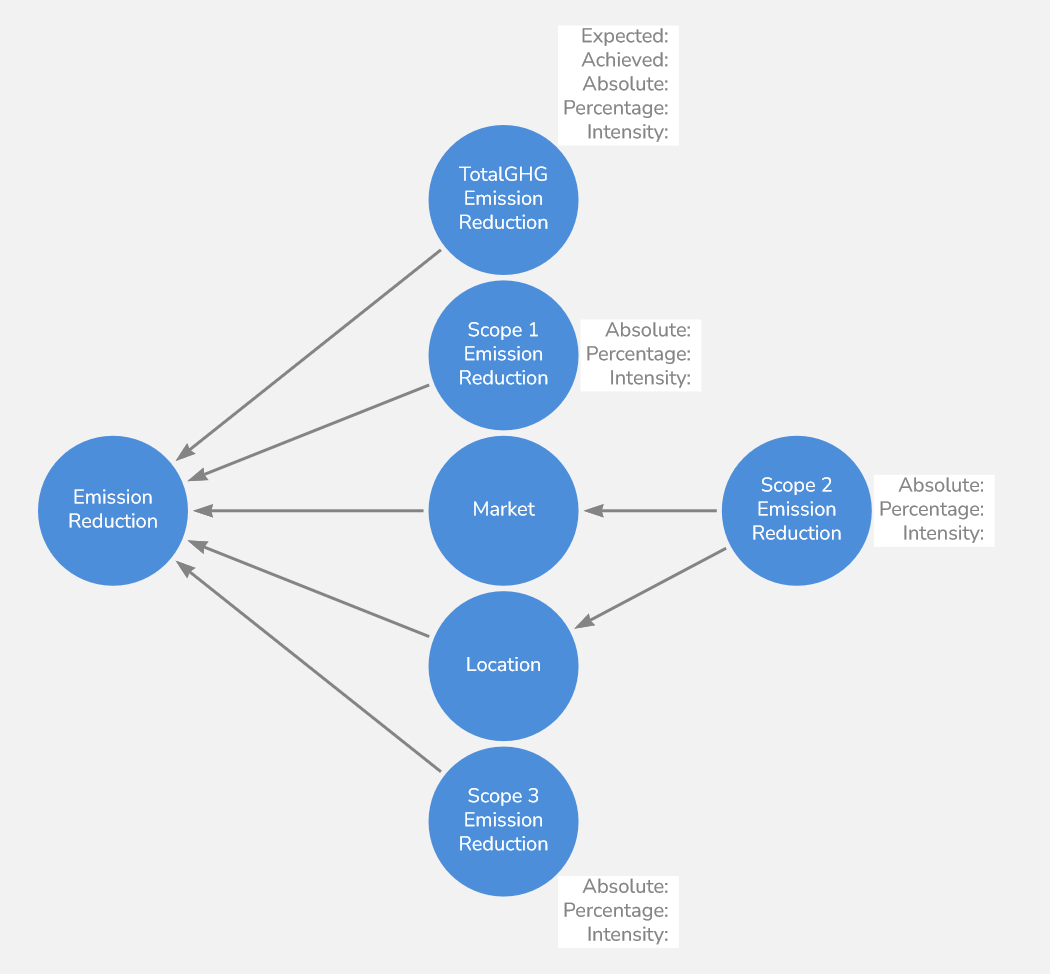 Expected:
Achieved:
Absolute:
Percentage:
Intensity:
TotalGHG
Emission
Reduction
Scope 1
Emission
Reduction
Absolute:
Percentage:
Intensity:
Emission
Reduction
Market
Scope 2
Emission
Reduction
Absolute:
Percentage:
Intensity:
Location
Scope 3
Emission
Reduction
Absolute:
Percentage:
Intensity: